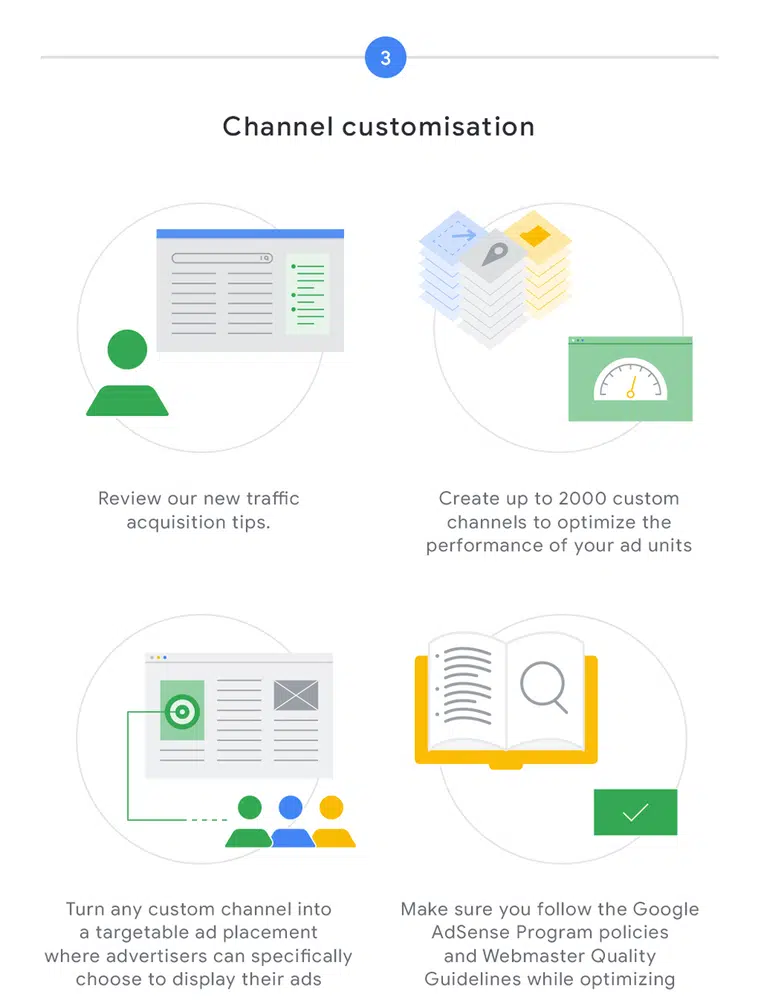 3
Channel customisation
Review our new traffic
acquisition tips.
Create up to 2000 custom
channels to optimize the
performance of your ad units
Turn any custom channel into
a targetable ad placement
where advertisers can specifically
choose to display their ads
Make sure you follow the Google
AdSense Program policies
and Webmaster Quality
Guidelines while optimizing